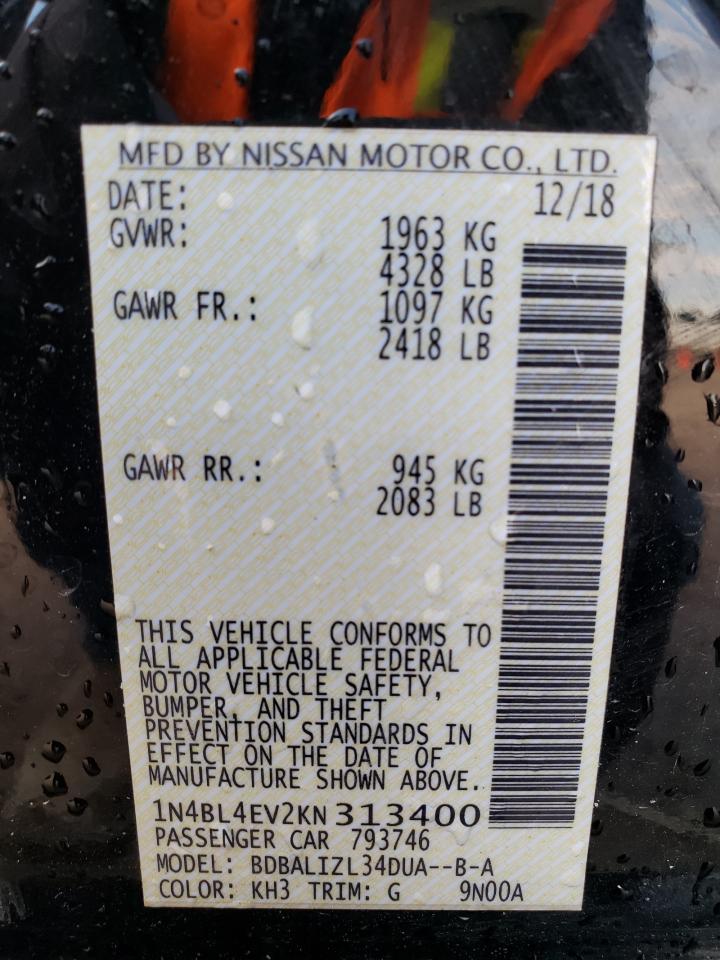 MFD BY NISSAN MOTOR CO., LTD.
DATE: 12/18
GVWR: 1963 KG
4328 LB
GAWR FR.: 1097 KG
2418 LB
GAWR RR.: 945 KG
2083 LB
THIS VEHICLE CONFORMS TO
ALL APPLICABLE FEDERAL
MOTOR VEHICLE SAFETY,
BUMPER, AND THEFT
PREVENTION STANDARDS IN
EFFECT ON THE DATE OF
MANUFACTURE SHOWN ABOVE.
1N4BL4EV2KN313400
PASSENGER CAR 793746
MODEL: BDBALIZL34DUA--B-A
COLOR: KH3 TRIM: G 9N00A